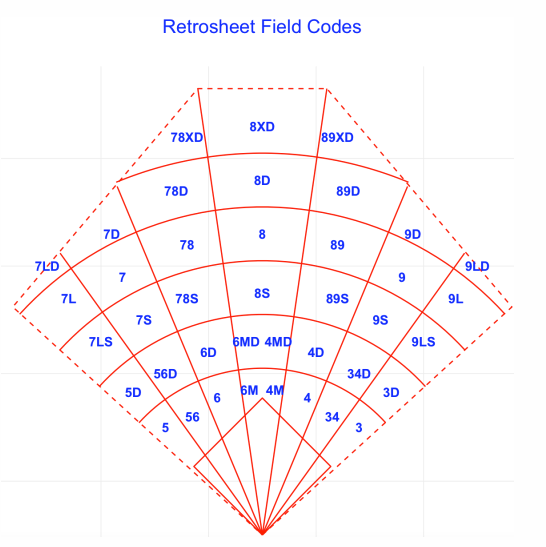 Retrosheet Field Codes
78XD 8XD 89XD
78D 8D 89D
7D 78 8 89 9D
7LD 7 9 9LD
7L 78S 8S 89S 9L
7S 9S
7LS 6D 6MD 4MD 4D 9LS
5D 56D 34D 3D
6 6M 4M 4
5 56 34 3